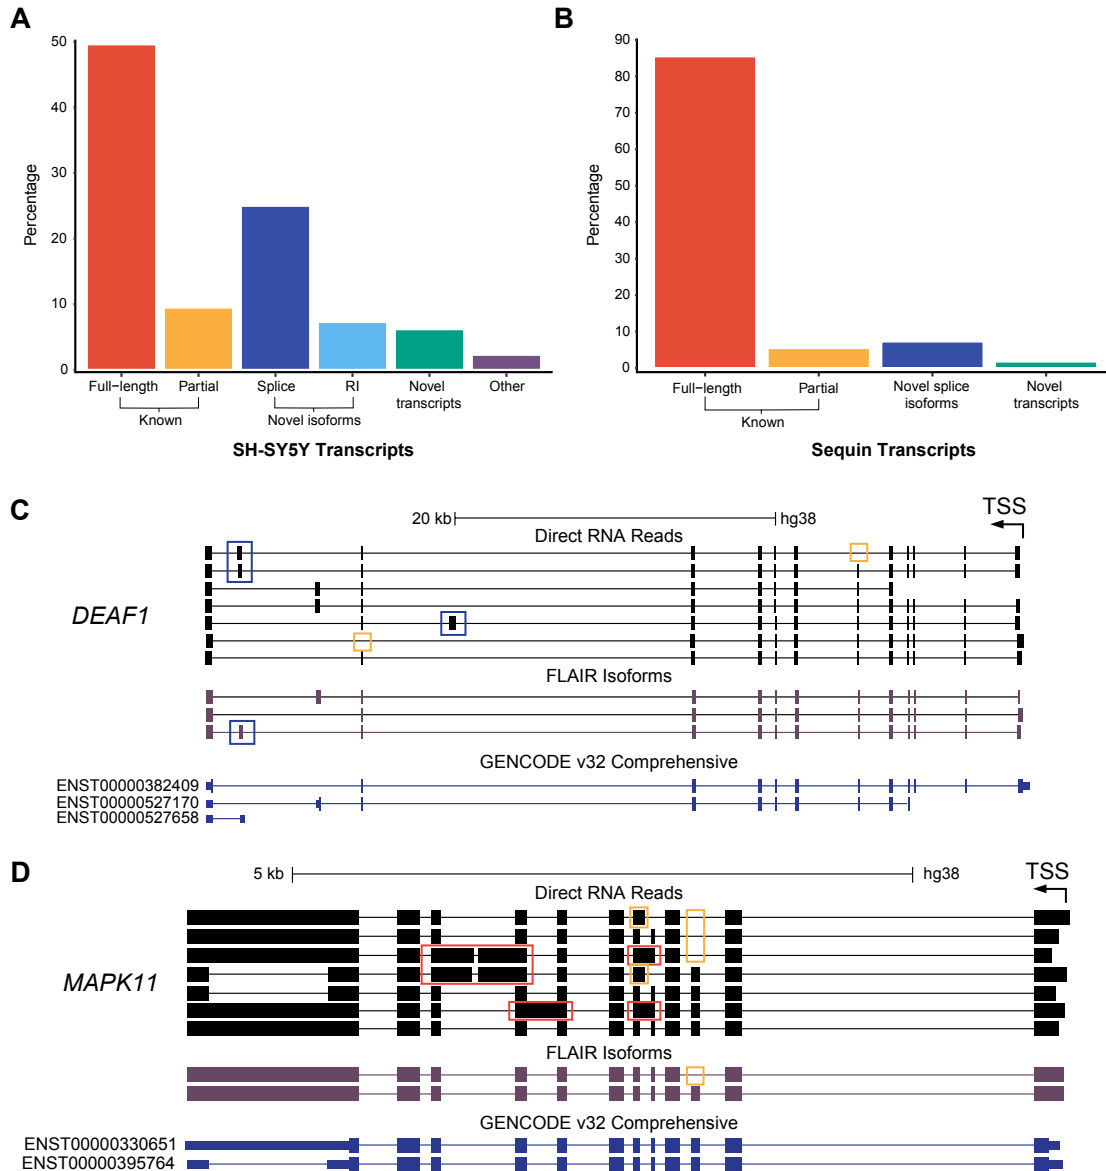 A
B
50
40
30
20
10
0
Percentage
Full-length
Partial
Splice
RI
Novel
transcripts
Other
Known
Novel isoforms
SH-SY5Y Transcripts
90
80
70
60
50
40
30
20
10
0
Percentage
Full-length
Partial
Novel splice
isoforms
Novel
transcripts
Known
Sequin Transcripts
C
20 kb
hg38
TSS
Direct RNA Reads
DEAF1
FLAIR Isoforms
GENCODE v32 Comprehensive
ENST00000382409
ENST00000527170
ENST00000527658
D
5 kb
hg38
TSS
Direct RNA Reads
MAPK11
FLAIR Isoforms
GENCODE v32 Comprehensive
ENST00000330651
ENST00000395764